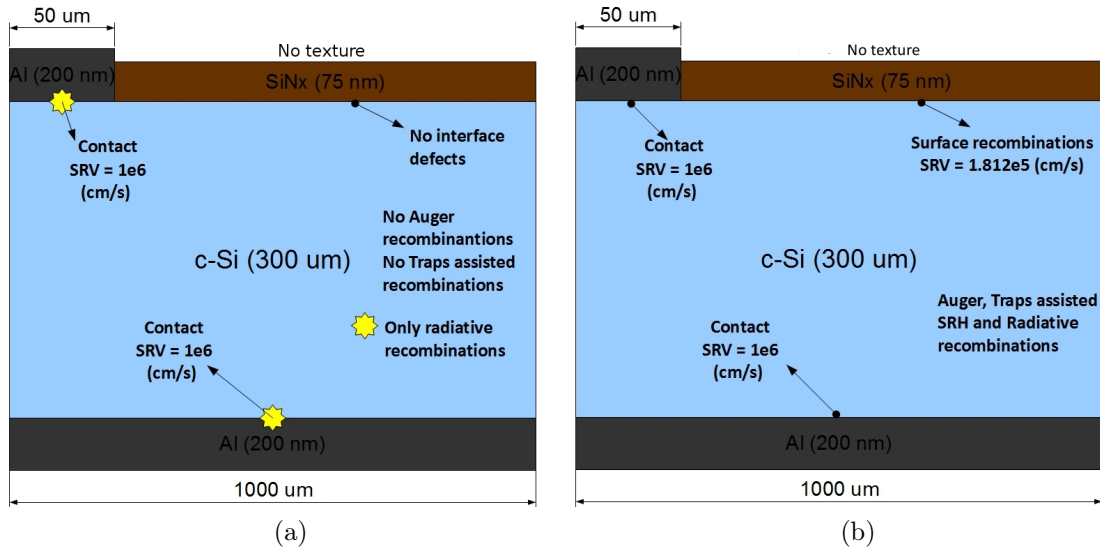 50 um
No texture
Al (200 nm)
SiNx (75 nm)
Contact
SRV = 1e6
(cm/s)
No interface
defects
No Auger
recombinantions
No Traps assisted
recombinations
c-Si (300 um)
Only radiative
recombinations
Contact
SRV = 1e6
(cm/s)
Al (200 nm)
1000 um
(a)
50 um
No texture
Al (200 nm)
SiNx (75 nm)
Contact
SRV = 1e6
(cm/s)
Surface recombinations
SRV = 1.812e5 (cm/s)
c-Si (300 um)
Auger, Traps assisted
SRH and Radiative
recombinations
Contact
SRV = 1e6
(cm/s)
Al (200 nm)
1000 um
(b)